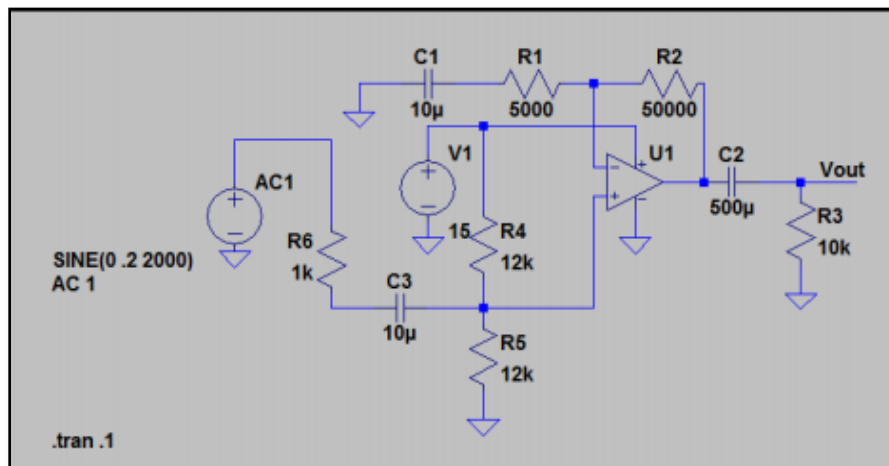 C1
R1
R2
10µ
5000
50000
V1
U1
AC1
C2
Vout
500µ
R6
15
R4
R3
SINE(0 .2 2000)
1k
12k
10k
AC 1
C3
10µ
R5
12k
.tran .1